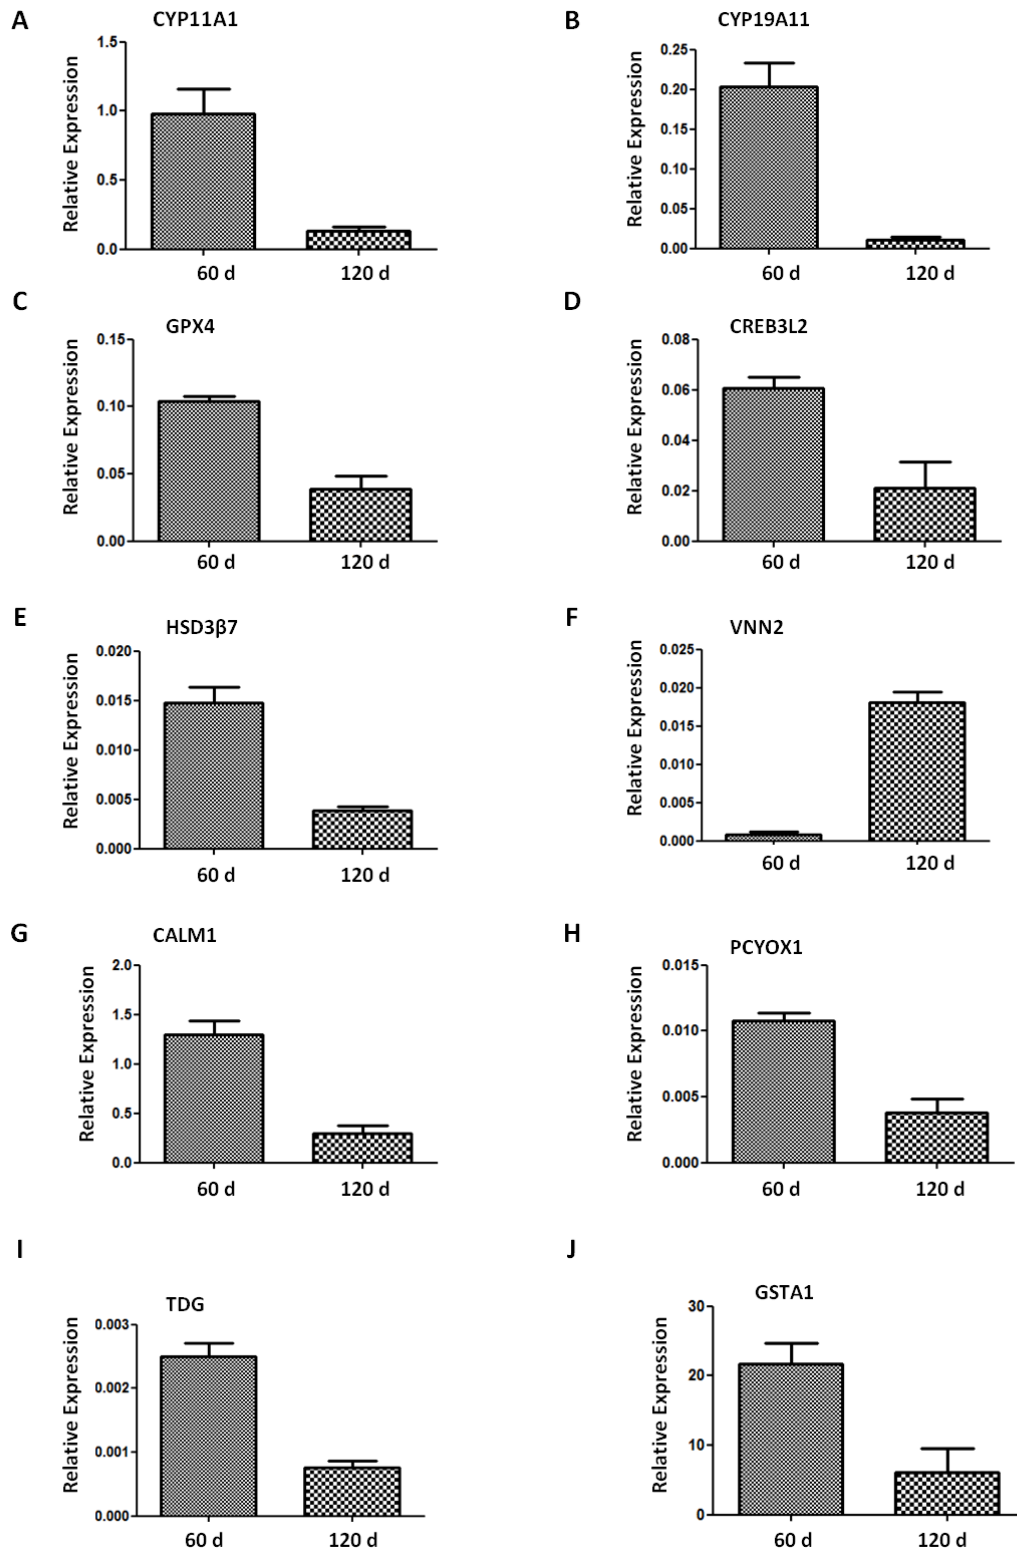 A
CYP11A1
Relative Expression
1.5
1.0
0.5
0.0
60 d
120 d
B
CYP19A11
Relative Expression
0.25
0.20
0.15
0.10
0.05
0.00
60 d
120 d
C
GPX4
Relative Expression
0.15
0.10
0.05
0.00
60 d
120 d
D
CREB3L2
Relative Expression
0.08
0.06
0.04
0.02
0.00
60 d
120 d
E
HSD3β7
Relative Expression
0.020
0.015
0.010
0.005
0.000
60 d
120 d
F
VNN2
Relative Expression
0.025
0.020
0.015
0.010
0.005
0.000
60 d
120 d
G
CALM1
Relative Expression
2.0
1.5
1.0
0.5
0.0
60 d
120 d
H
PCYOX1
Relative Expression
0.015
0.010
0.005
0.000
60 d
120 d
I
TDG
Relative Expression
0.003
0.002
0.001
0.000
60 d
120 d
J
GSTA1
Relative Expression
30
20
10
0
60 d
120 d